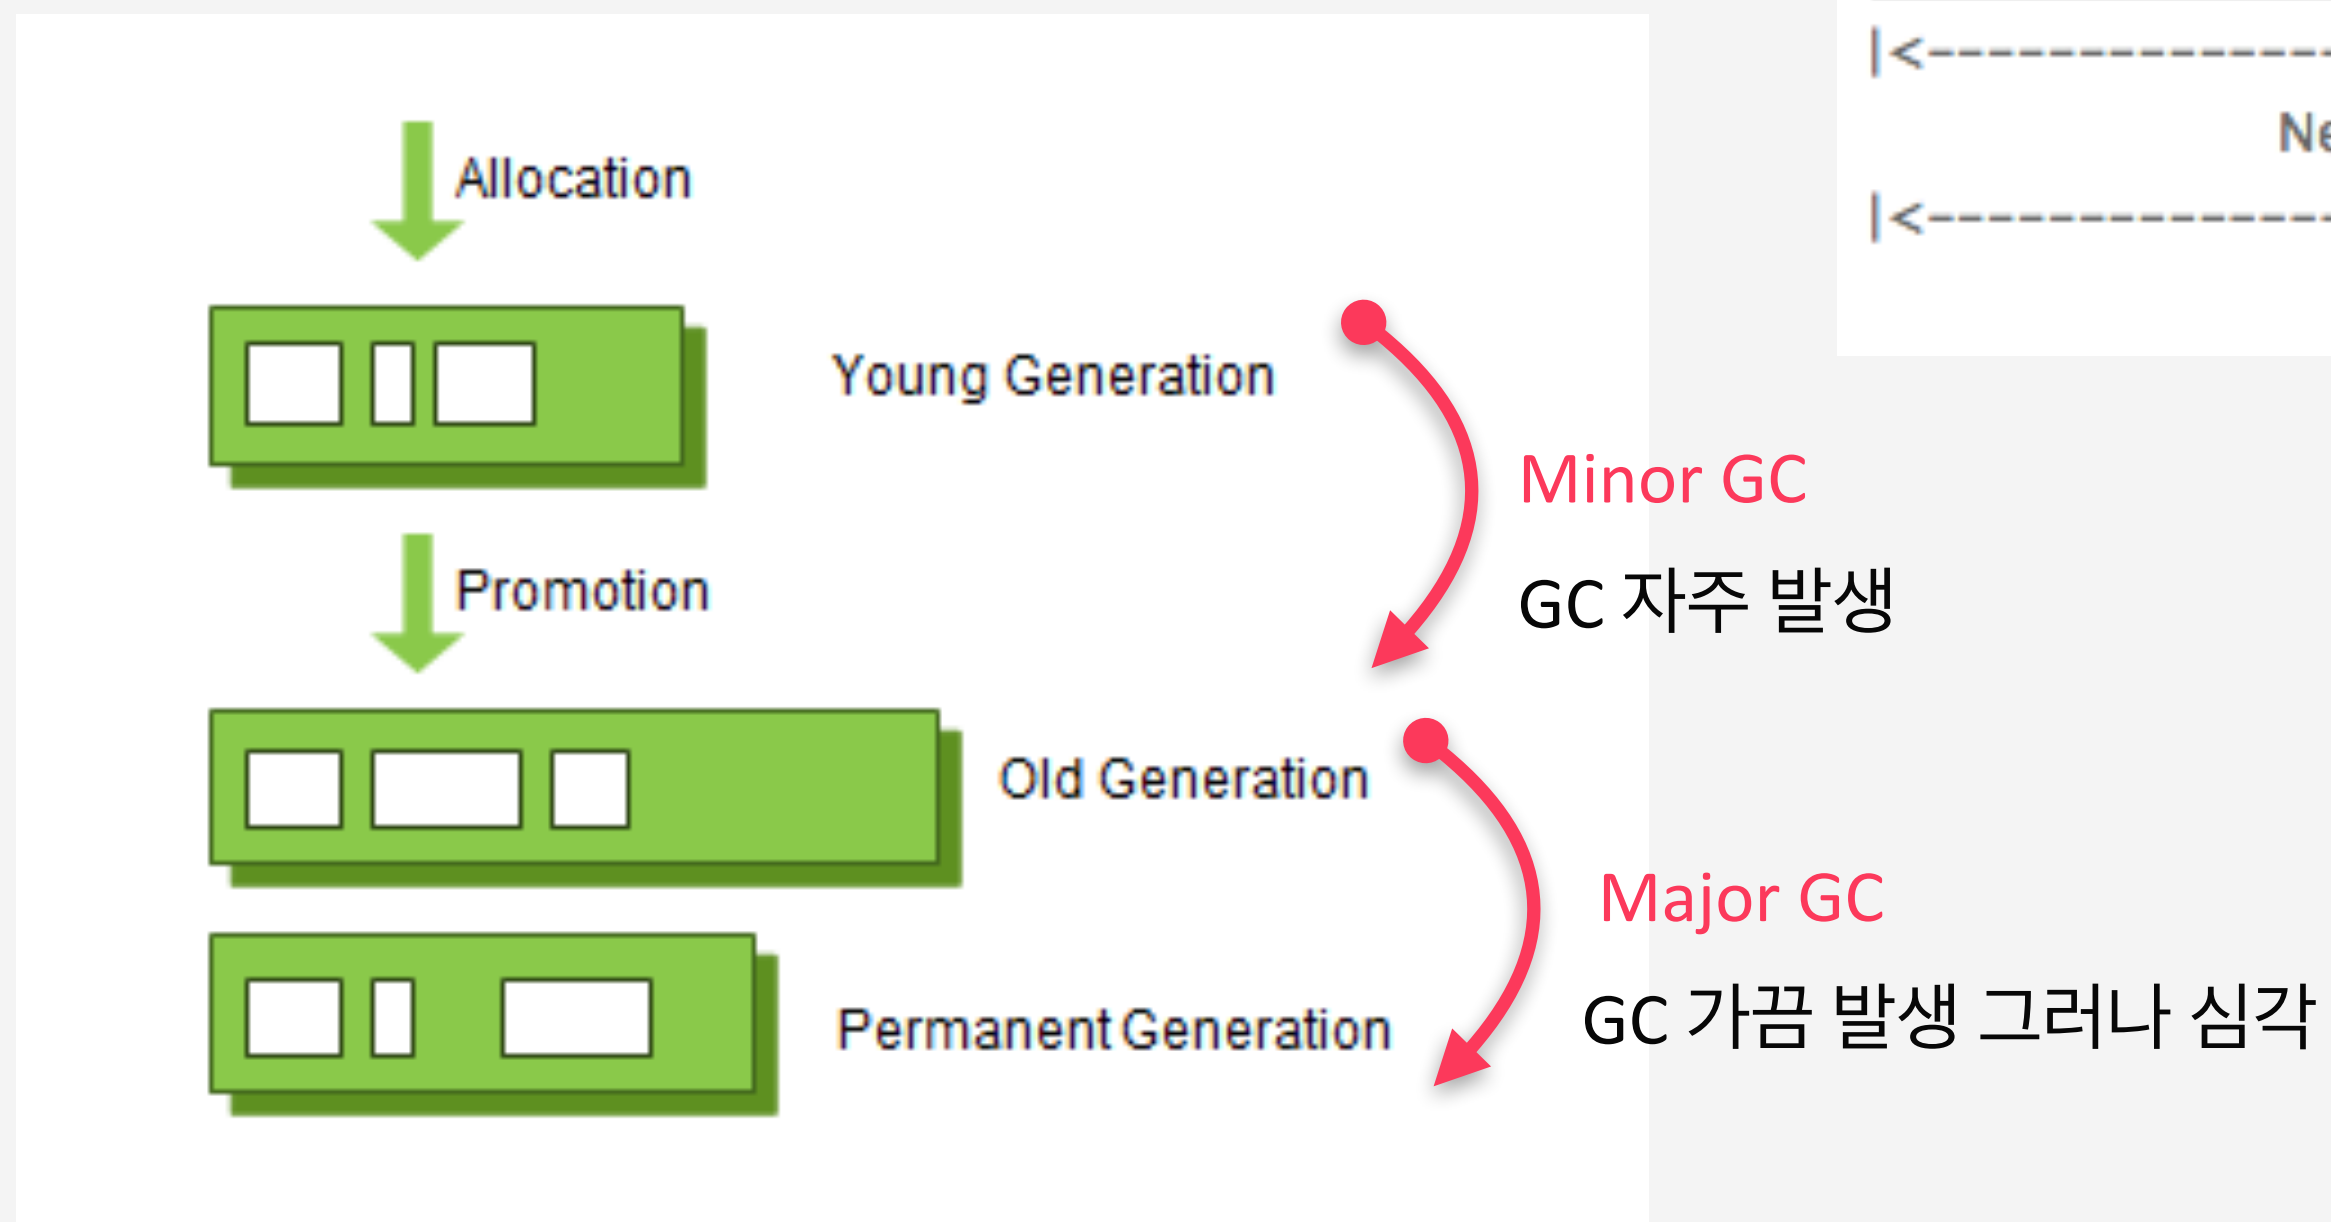 Allocation
Young Generation
Minor GC
GC 자주 발생
Promotion
Old Generation
Major GC
GC 가끔 발생 그러나 심각
Permanent Generation
|<--------------
|<--------------